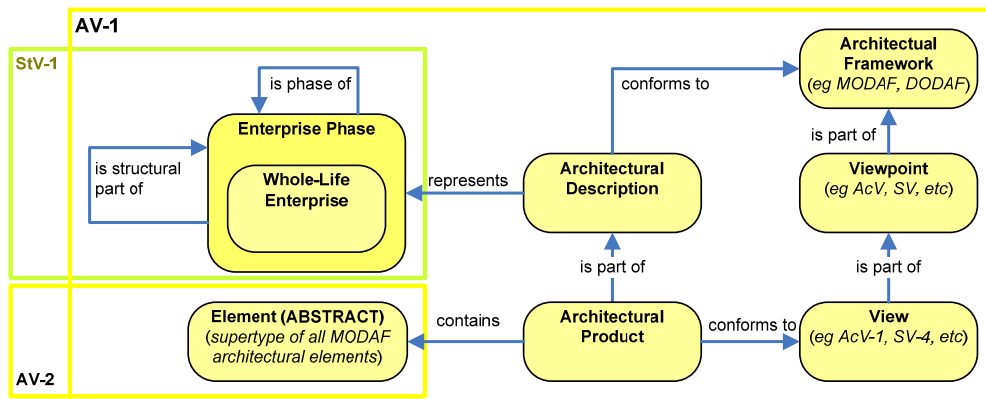 AV-1
StV-1
is phase of
Enterprise Phase
is structural
part of
Whole-Life
Enterprise
represents
conforms to
Architectual
Framework
(eg MODAF, DODAF)
is part of
Architectural
Description
Viewpoint
(eg AcV, SV, etc)
is part of
is part of
Element (ABSTRACT)
(supertype of all MODAF
architectural elements)
contains
Architectural
Product
conforms to
View
(eg AcV-1, SV-4, etc)
AV-2